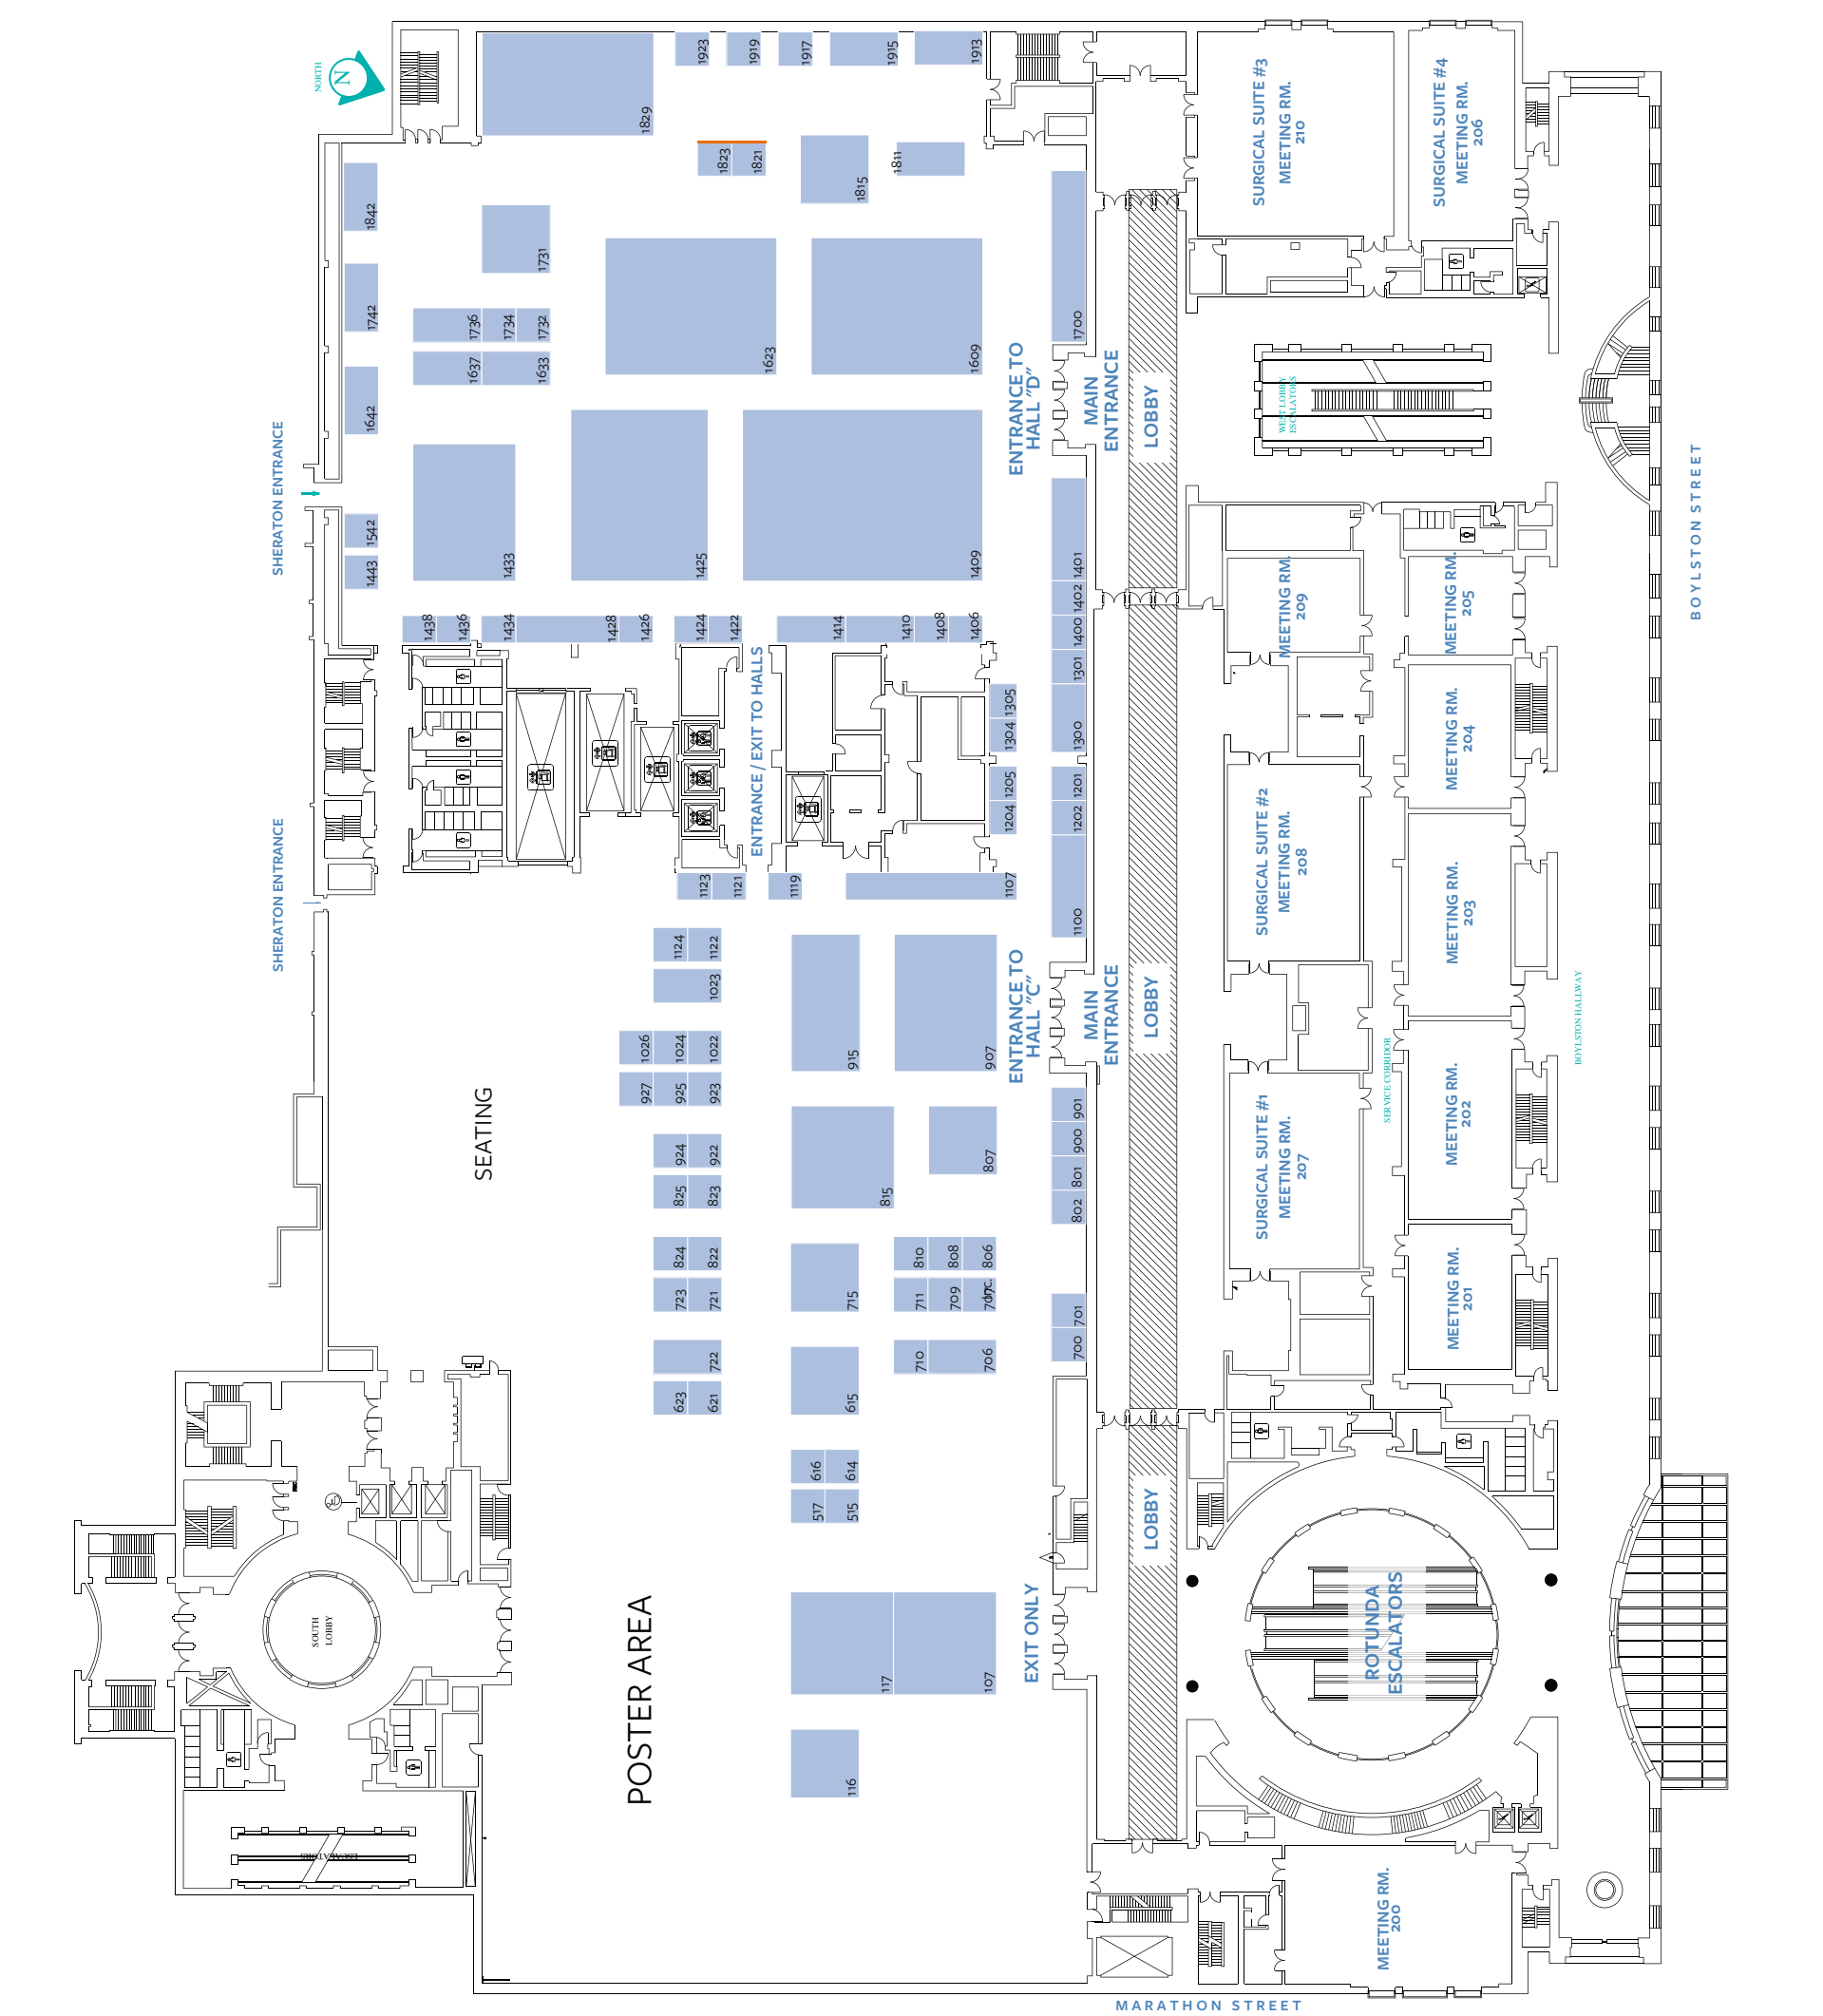 NORTH
N
1923
1919
1917
1915
1913
1829
1823
1821
1815
1811
1842
1731
1742
1736
1734
1732
1637
1633
1642
1623
1609
1700
SURGICAL SUITE #3
MEETING RM.
210
SURGICAL SUITE #4
MEETING RM.
206
ENTRANCE TO
HALL "D"
MAIN
ENTRANCE
LOBBY
WEST LOBBY
ESCALATORS
BOYLSTON STREET
SHERATON ENTRANCE
1542
1443
1433
1425
1409
1401
1402
1400
1301
1300
1438
1436
1434
1428
1426
1424
1422
1414
1410
1408
1406
1305
1304
1205
1204
1201
1202
1100
ENTRANCE / EXIT TO HALLS
MEETING RM.
209
MEETING RM.
205
MEETING RM.
204
SURGICAL SUITE #2
MEETING RM.
208
MEETING RM.
203
SHERATON ENTRANCE
1123
1121
1119
1107
1124
1122
1023
1026
1024
1022
927
925
923
915
907
ENTRANCE TO
HALL "C"
MAIN
ENTRANCE
LOBBY
SERVICE CORRIDOR
BOYLSTON HALLWAY
MEETING RM.
202
SURGICAL SUITE #1
MEETING RM.
207
MEETING RM.
201
SEATING
924
922
825
823
815
807
901
900
801
802
824
822
723
721
715
810
808
806
711
709
707
Inc.
701
700
722
623
621
615
710
706
616
614
517
515
LOBBY
EXIT ONLY
ROTUNDA
ESCALATORS
SOUTH
LOBBY
POSTER AREA
117
107
116
ESCALATORS
MEETING RM.
200
MARATHON STREET